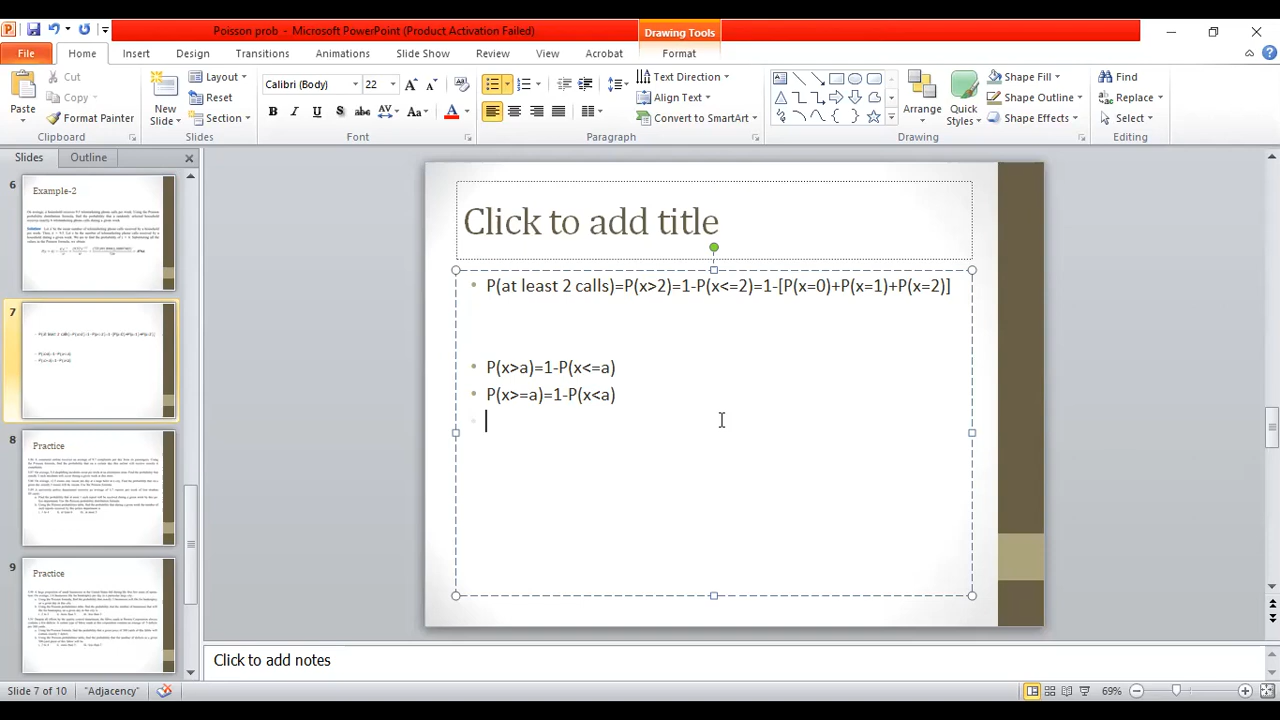 Poisson prob - Microsoft PowerPoint (Product Activation Failed)
Drawing Tools
File Home Insert Design Transitions Animations Slide Show Review View Acrobat Format
Cut
Copy
Format Painter
Paste
Clipboard
New
Slide
Layout
Reset
Section
Slides
Calibri (Body) 22
Font
Text Direction
Align Text
Convert to SmartArt
Paragraph
Arrange
Quick
Styles
Shape Fill
Shape Outline
Shape Effects
Drawing
Find
Replace
Select
Editing
Slides Outline
6
Example-2
7
8
Practice
9
Practice
Click to add title
P(at least 2 calls)=P(x>2)=1-P(x<=2)=1-[P(x=0)+P(x=1)+P(x=2)]
P(x>a)=1-P(x<=a)
P(x>=a)=1-P(x<a)
Click to add notes
Slide 7 of 10 "Adjacency" 69%